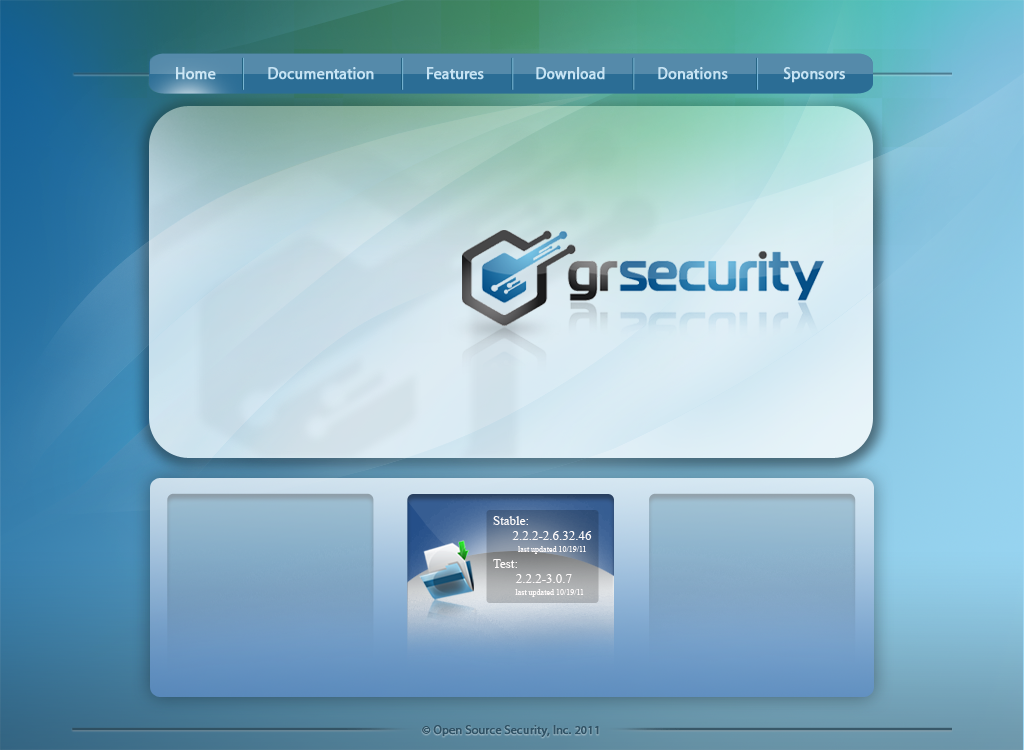 Home Documentation Features Download Donations Sponsors
grsecurity
Stable:
2.2.2-2.6.32.46
last updated 10/19/11
Test:
2.2.2-3.0.7
last updated 10/19/11
© Open Source Security, Inc. 2011